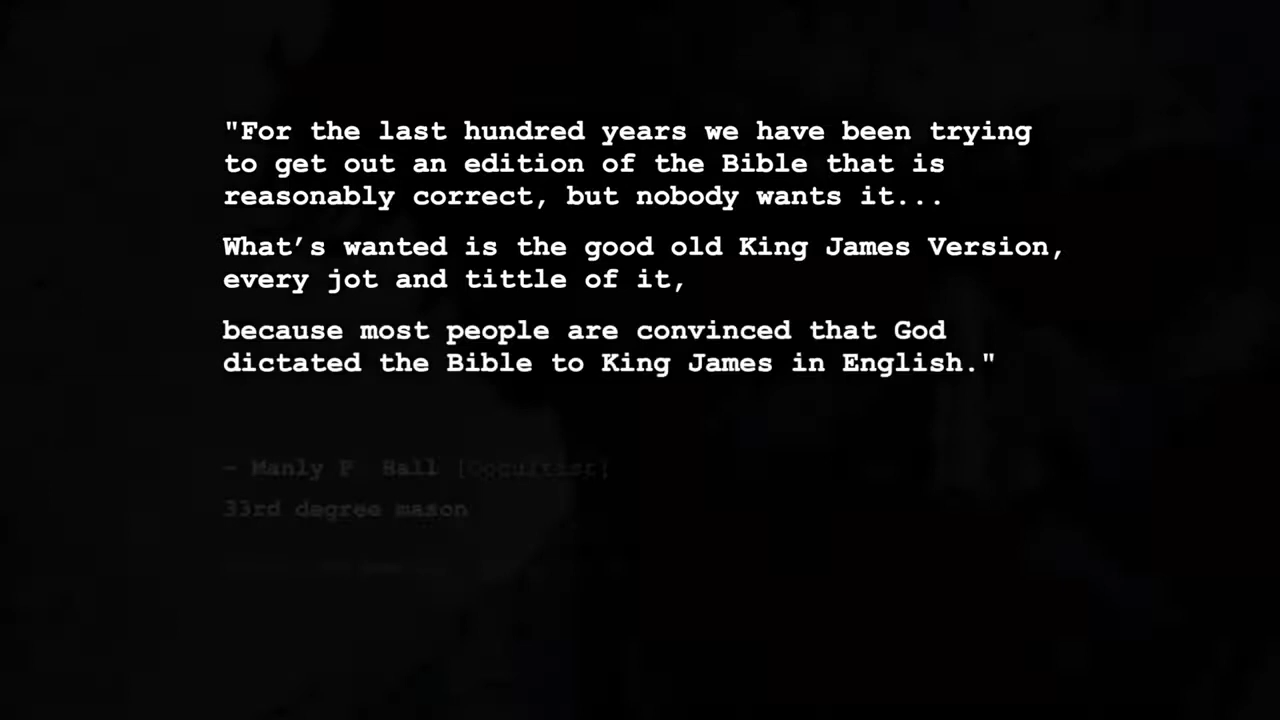 "For the last hundred years we have been trying
to get out an edition of the Bible that is
reasonably correct, but nobody wants it...
What’s wanted is the good old King James Version,
every jot and tittle of it,
because most people are convinced that God
dictated the Bible to King James in English."
- Manly F Hall [Occultist]
33rd degree mason